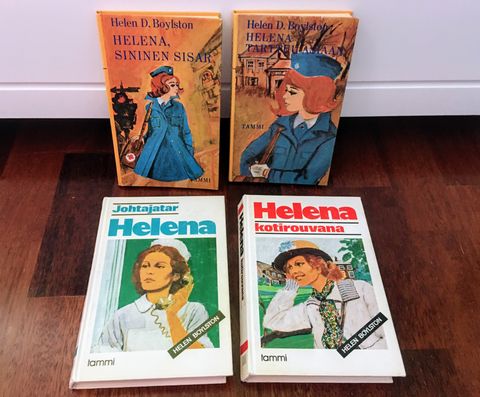 Helen D. Boylston
HELENA,
SININEN SISAR
TAMMI
Helen D. Boylston
HELENA
TAMMI
Johtajatar
Helena
HELEN BOYLSTON
tammi
Helena
kotirouvana
HELEN BOYLSTON
tammi